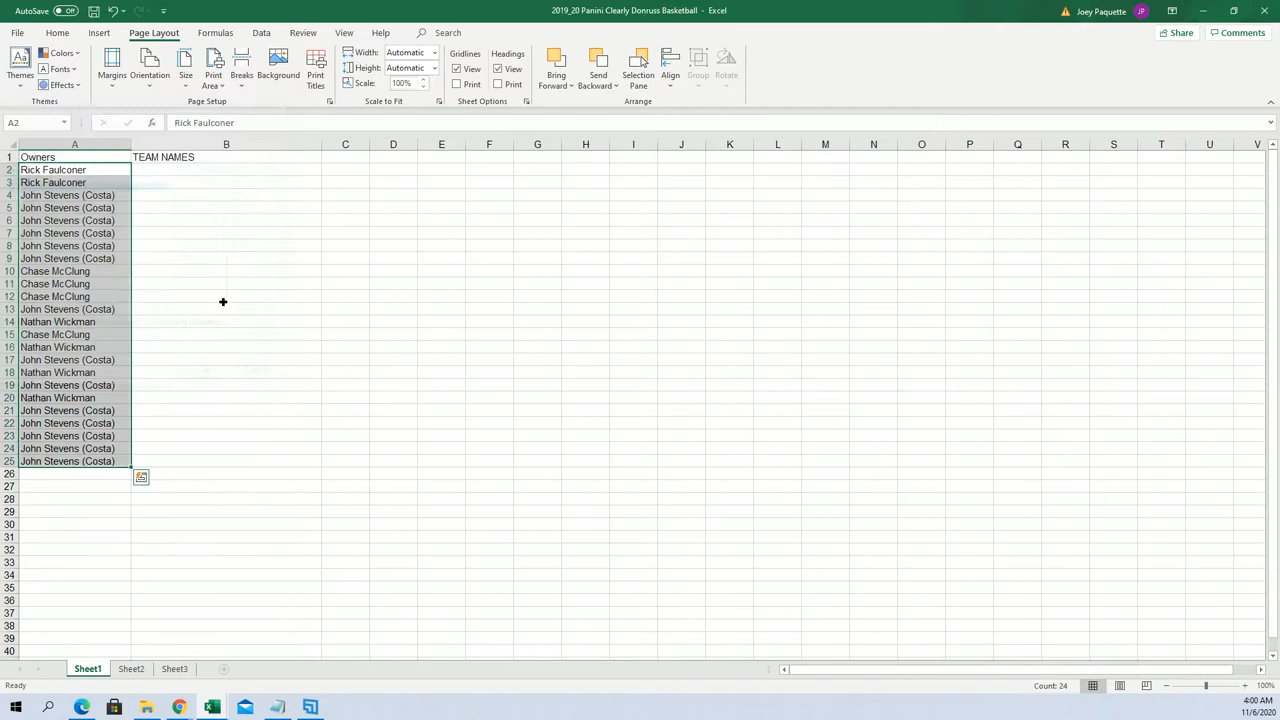 AutoSave Off
2019_20 Panini Clearly Donruss Basketball - Excel
Joey Paquette JP
File Home Insert Page Layout Formulas Data Review View Help Search
Share Comments
Themes
Colors
Fonts
Effects
Themes
Margins Orientation Size Print Area Breaks Background Print Titles
Page Setup
Width: Automatic
Height: Automatic
Scale: 100%
Scale to Fit
Gridlines Headings
View View
Print Print
Sheet Options
Bring Forward Send Backward Selection Pane Align Group Rotate
Arrange
A2 fx Rick Faulconer
A B C D E F G H I J K L M N O P Q R S T U V
1 Owners TEAM NAMES
2 Rick Faulconer
3 Rick Faulconer
4 John Stevens (Costa)
5 John Stevens (Costa)
6 John Stevens (Costa)
7 John Stevens (Costa)
8 John Stevens (Costa)
9 John Stevens (Costa)
10 Chase McClung
11 Chase McClung
12 Chase McClung
13 John Stevens (Costa)
14 Nathan Wickman
15 Chase McClung
16 Nathan Wickman
17 John Stevens (Costa)
18 Nathan Wickman
19 John Stevens (Costa)
20 Nathan Wickman
21 John Stevens (Costa)
22 John Stevens (Costa)
23 John Stevens (Costa)
24 John Stevens (Costa)
25 John Stevens (Costa)
26
27
28
29
30
31
32
33
34
35
36
37
38
39
40
Sheet1 Sheet2 Sheet3
Ready
Count: 24
100%
4:00 AM
11/6/2020